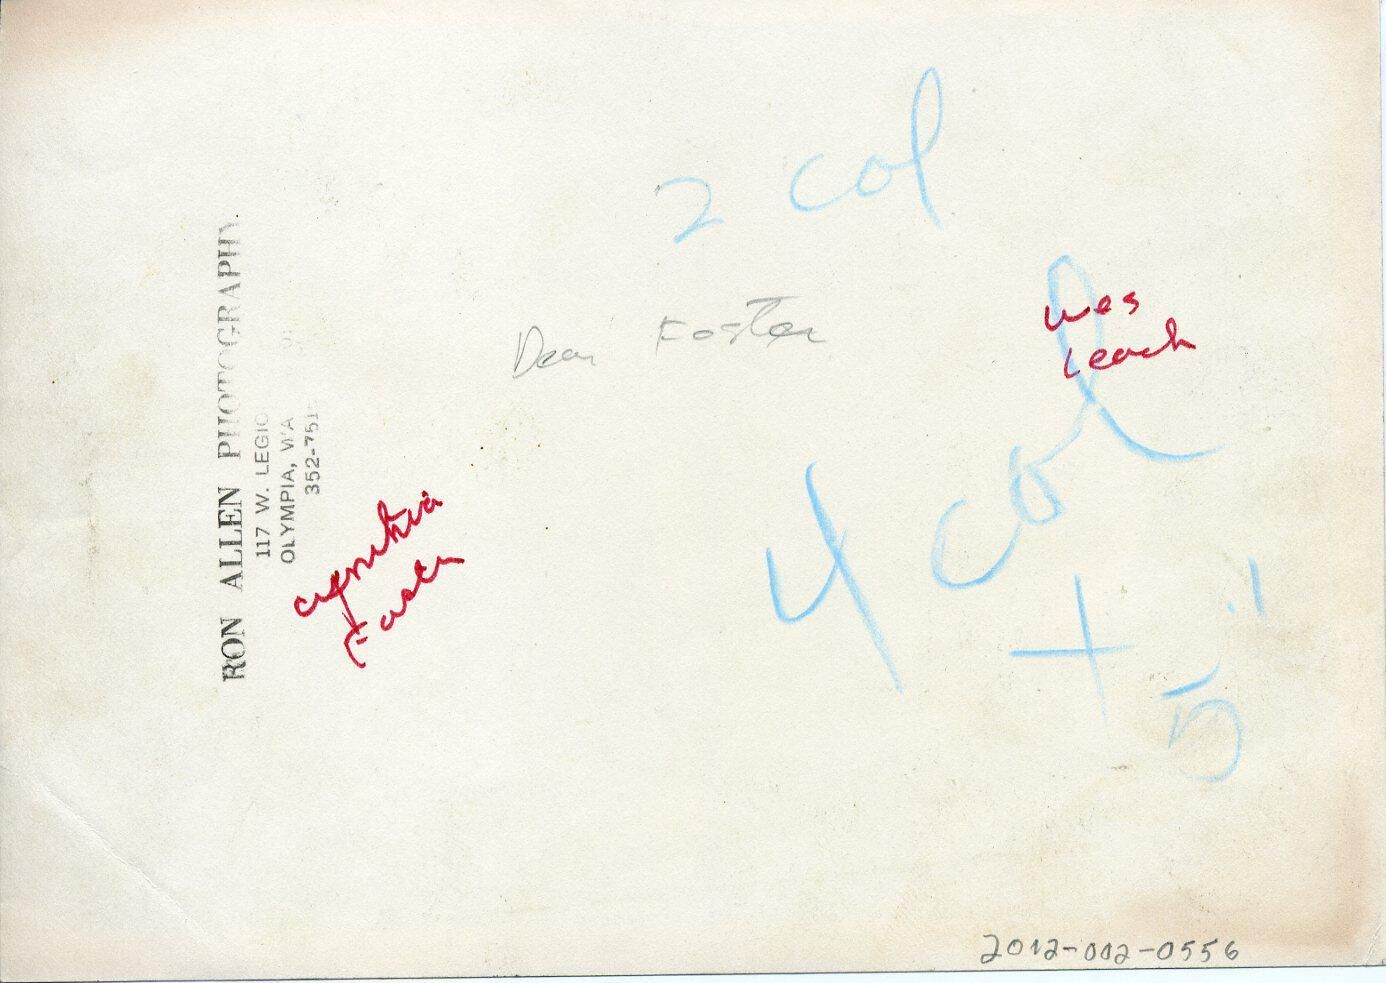 2 col
Dean Foster
Wes
Leach
4 col
+
5
RON ALLEN PHOTOGRAPHY
117 W. LEGIO
OLYMPIA, WA
352-751
Cynthia
Foster
2012-002-0556